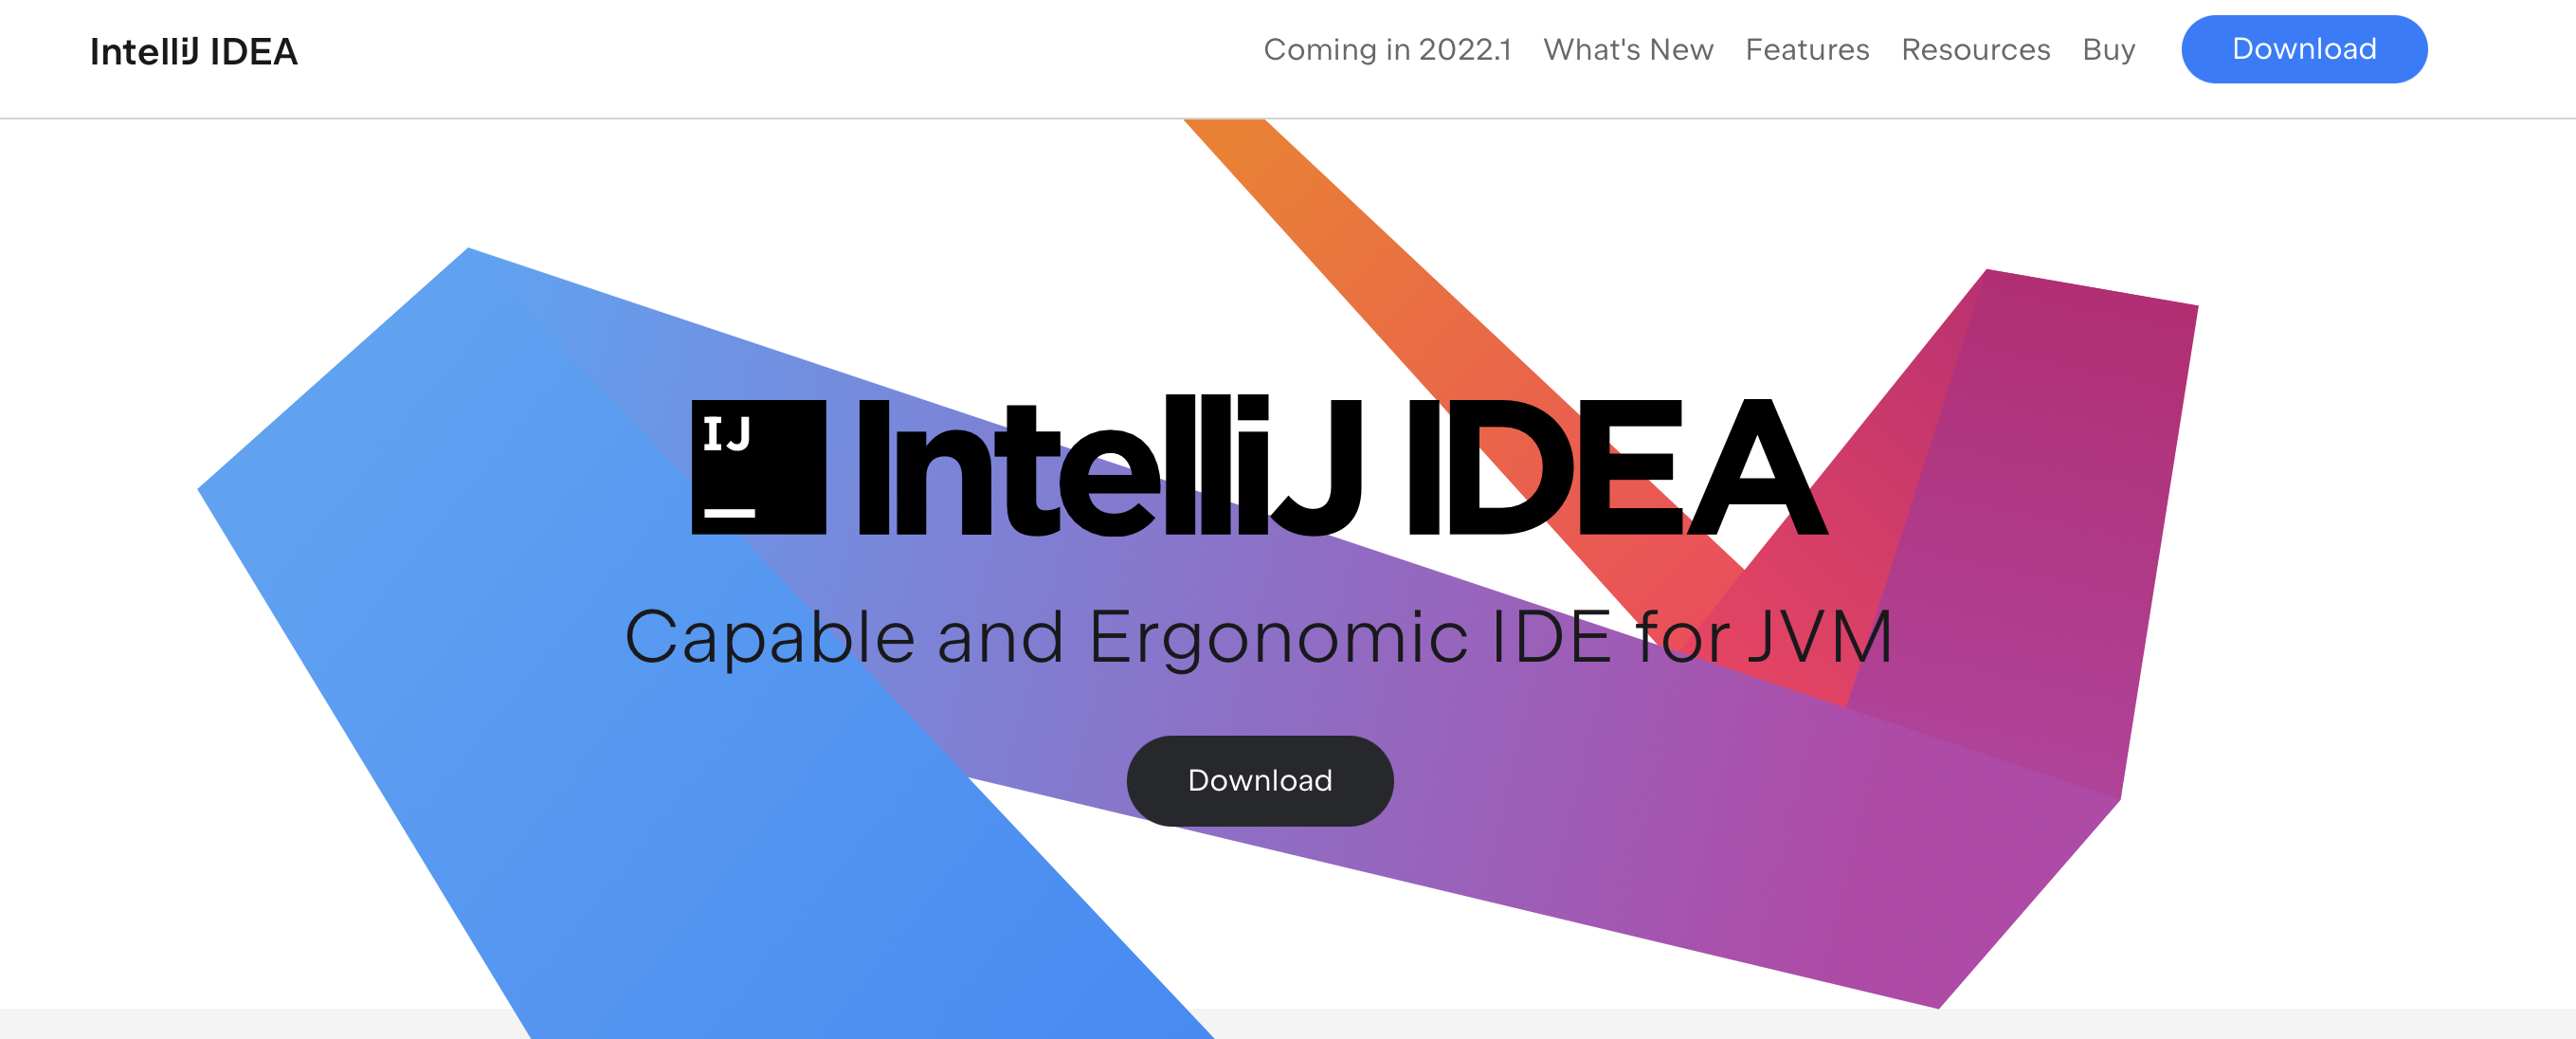 IntelliJ IDEA
Coming in 2022.1 What's New Features Resources Buy Download
IJ
IntelliJ IDEA
Capable and Ergonomic IDE for JVM
Download